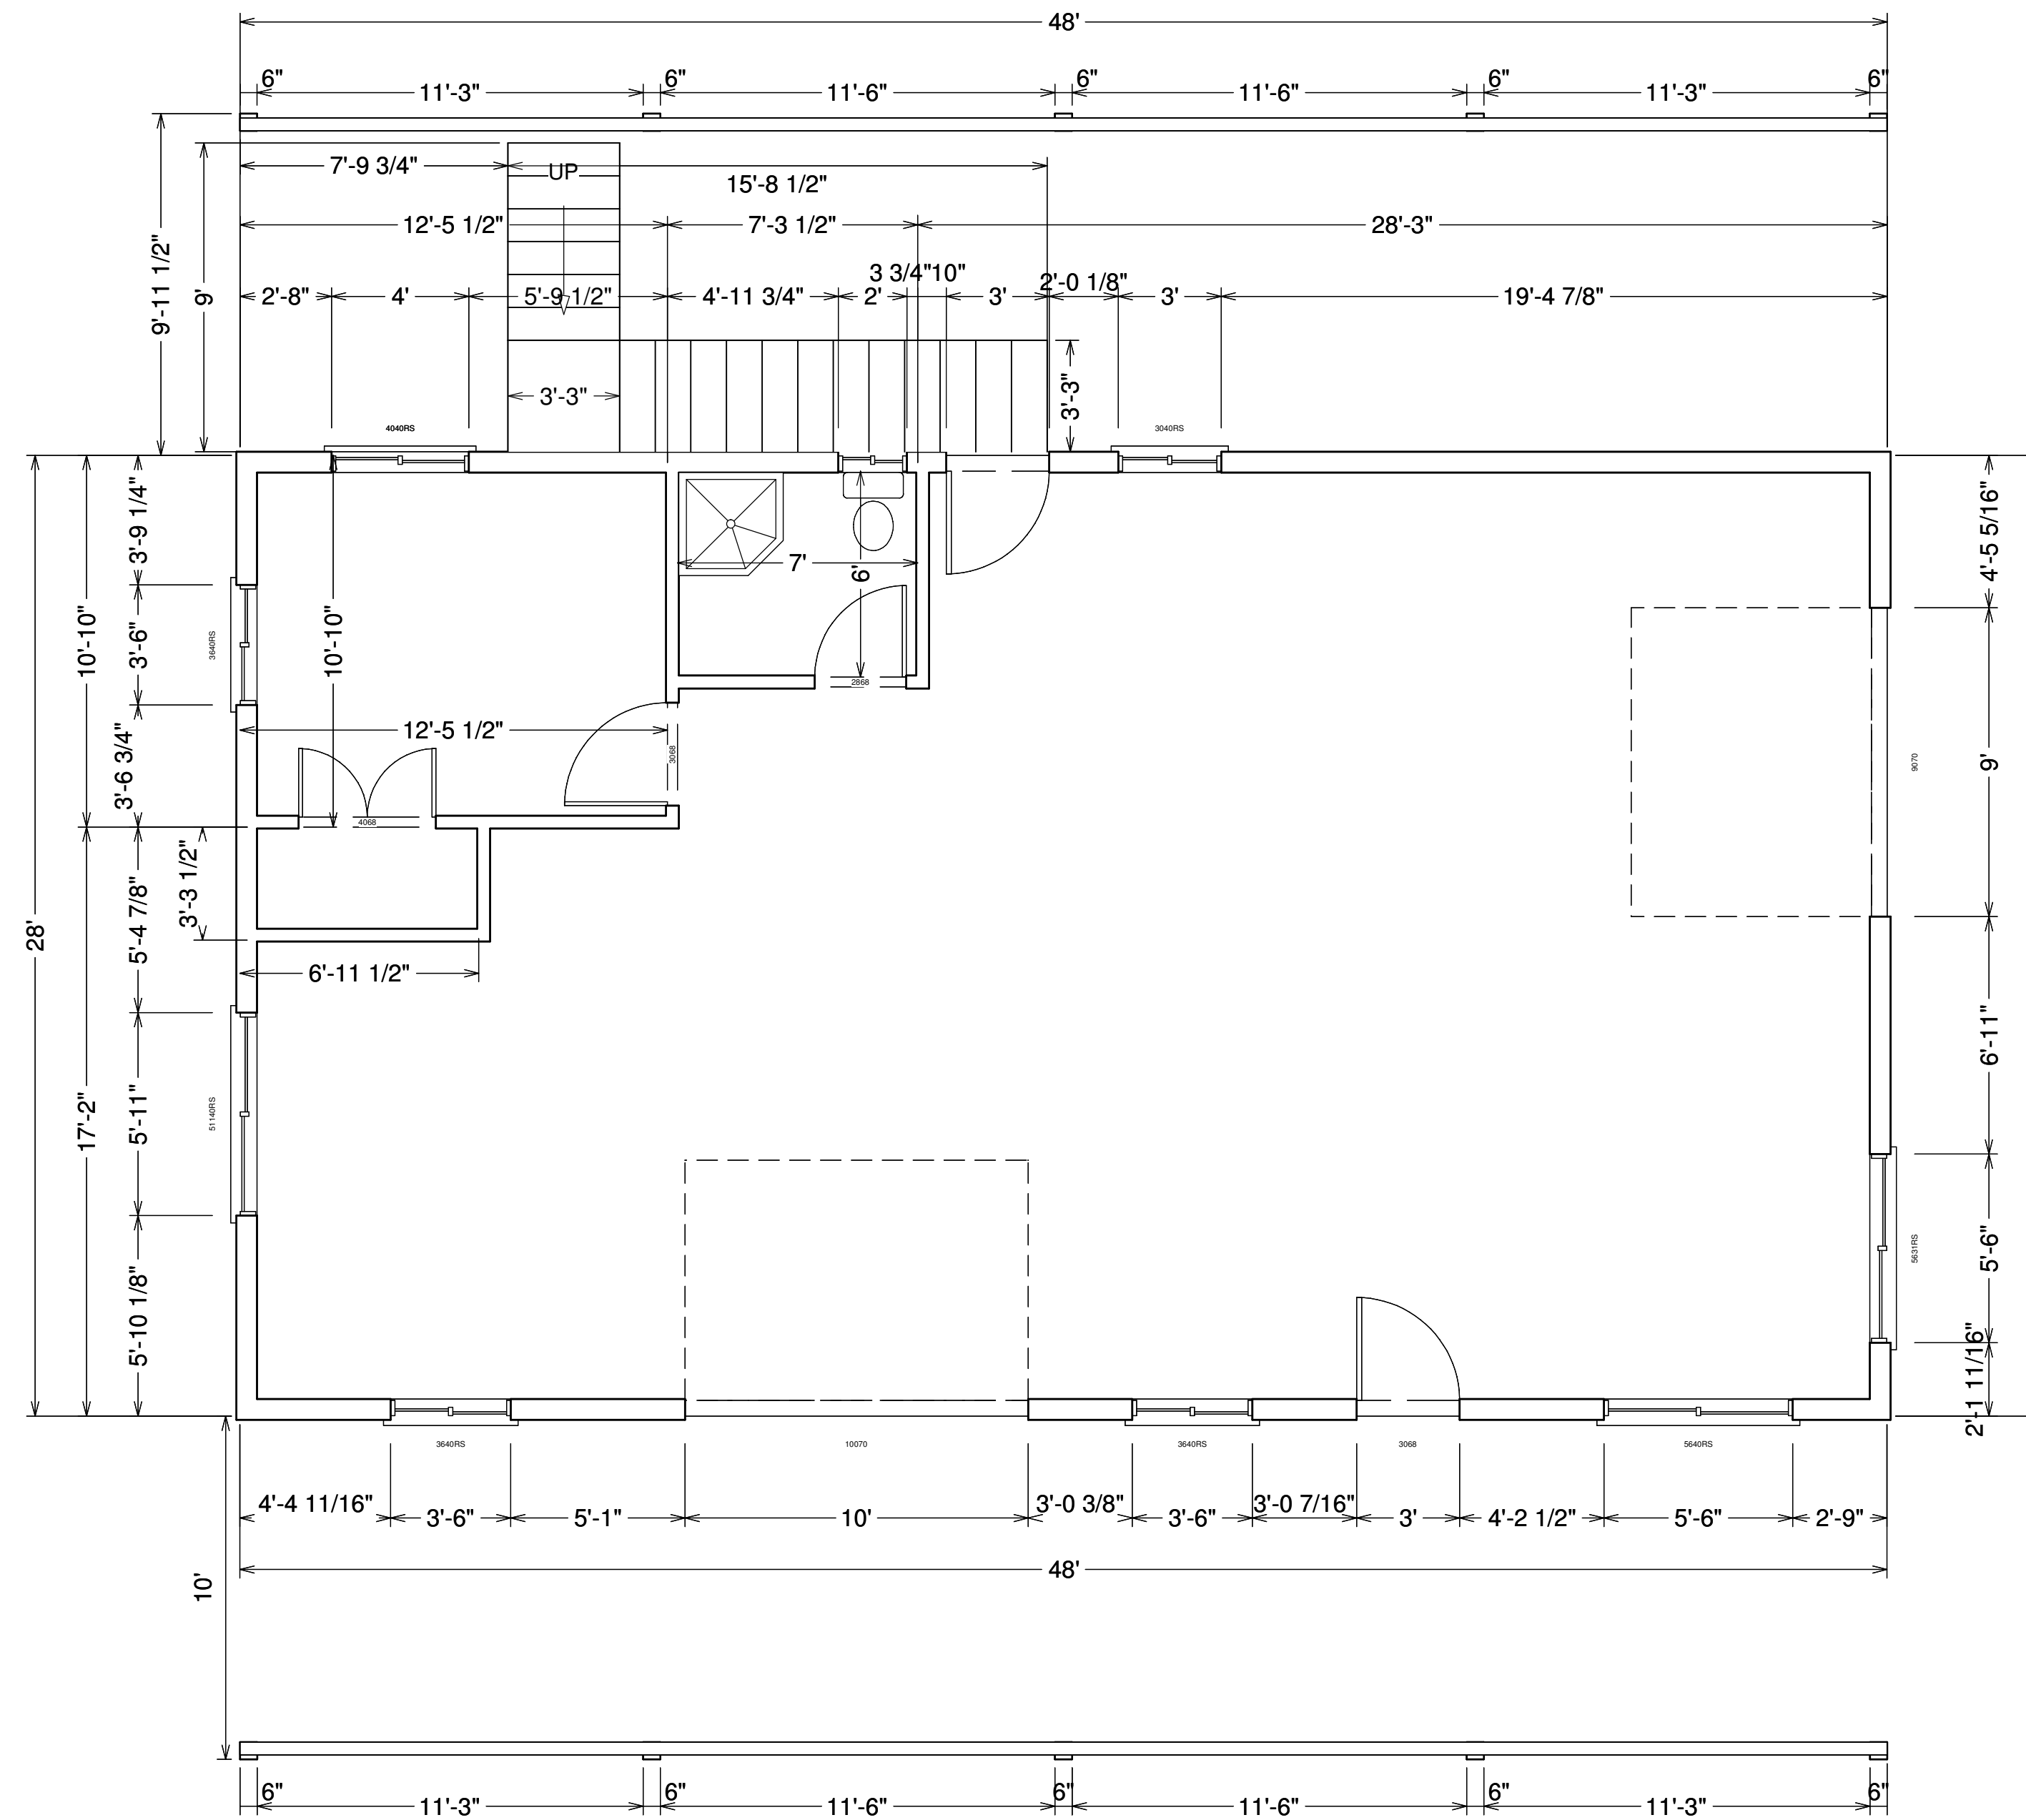 48'
6" 11'-3" 6" 11'-6" 6" 11'-6" 6" 11'-3" 6"
7'-9 3/4" UP 15'-8 1/2"
12'-5 1/2" 7'-3 1/2" 28'-3"
3 3/4" 10" 2'-0 1/8"
2'-8" 4' 5'-9 1/2" 4'-11 3/4" 2' 3' 3' 19'-4 7/8"
9'-11 1/2"
9'
3'-3"
3'-3"
4040RS
3040RS
3'-9 1/4"
4'-5 5/16"
7'
6'
10'-10"
3'-6"
3640RS
10'-10"
2868
12'-5 1/2"
3068
3'-6 3/4"
9070
9'
4068
3'-3 1/2"
5'-4 7/8"
28'
6'-11 1/2"
6'-11"
17'-2"
5'-11"
51140RS
5'-6"
5631RS
5'-10 1/8"
2'-1 11/16"
3640RS 10070 3640RS 3068 5640RS
4'-4 11/16" 3'-6" 5'-1" 10' 3'-0 3/8" 3'-6" 3'-0 7/16" 3' 4'-2 1/2" 5'-6" 2'-9"
48'
10'
6" 11'-3" 6" 11'-6" 6" 11'-6" 6" 11'-3" 6"